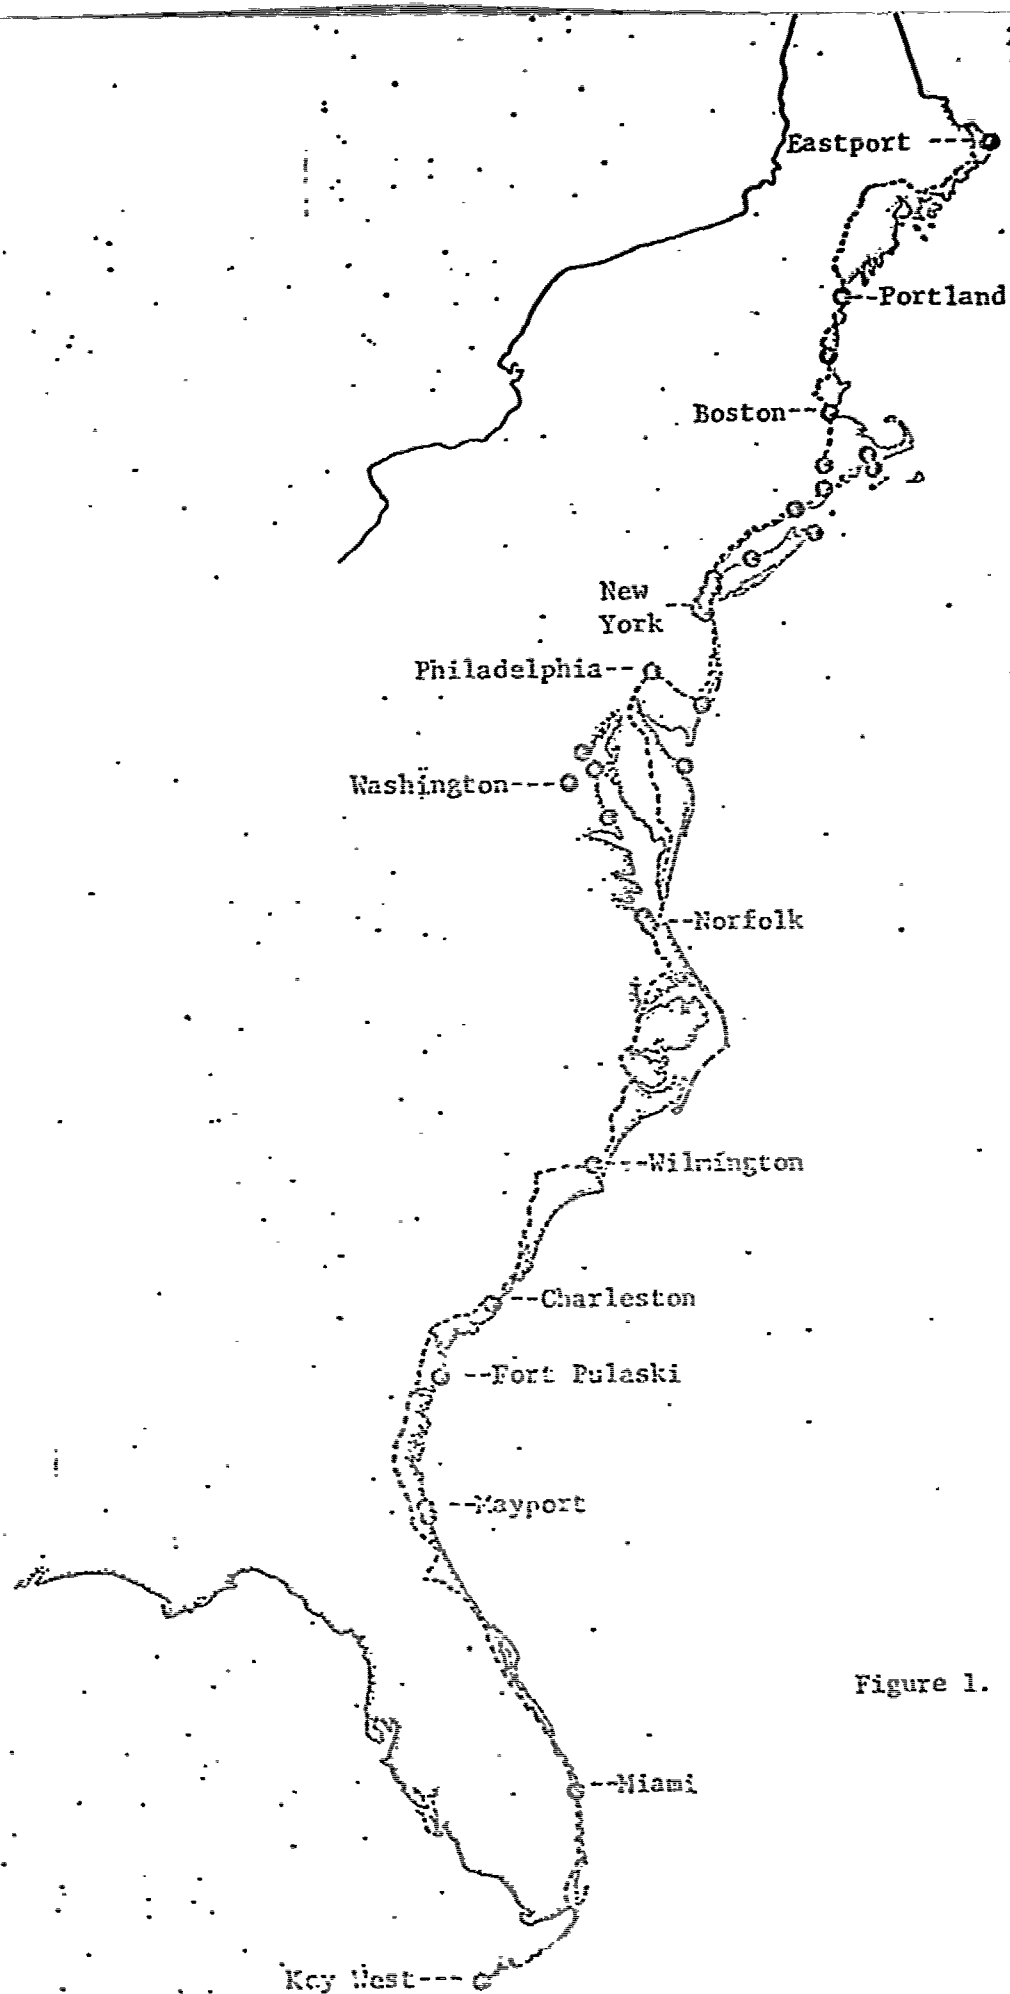 Eastport
Portland
Boston
New
York
Philadelphia
Washington
Norfolk
Wilmington
Charleston
Fort Pulaski
Mayport
Figure 1.
Miami
Key West